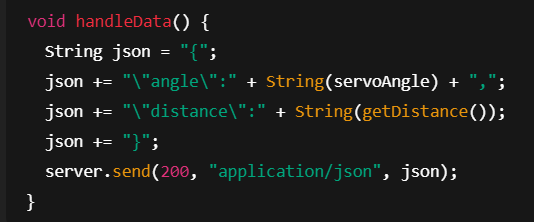 void handleData() {
  String json = "{";
  json += "\"angle\":" + String(servoAngle) + ",";
  json += "\"distance\":" + String(getDistance());
  json += "}";
  server.send(200, "application/json", json);
}